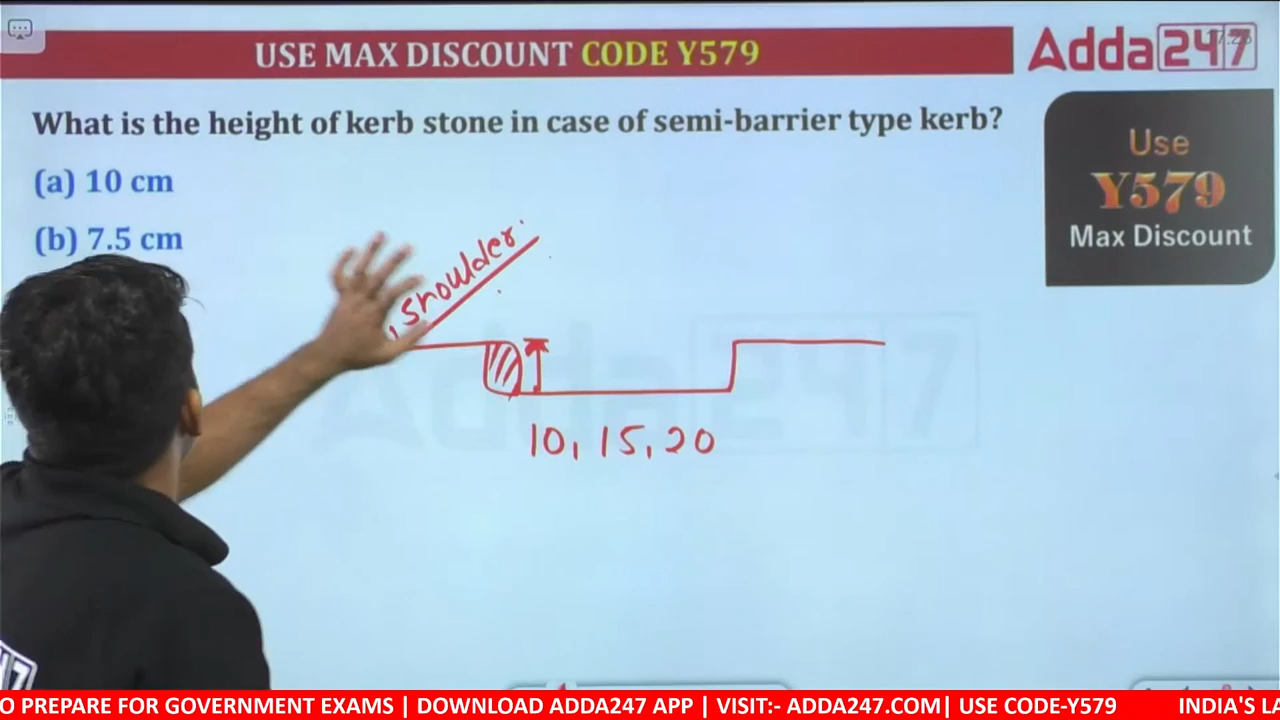 USE MAX DISCOUNT CODE Y579
Adda247
What is the height of kerb stone in case of semi-barrier type kerb?
Use
Y579
Max Discount
(a) 10 cm
(b) 7.5 cm
shoulder
10, 15, 20
O PREPARE FOR GOVERNMENT EXAMS | DOWNLOAD ADDA247 APP | VISIT:- ADDA247.COM| USE CODE-Y579 INDIA'S LA